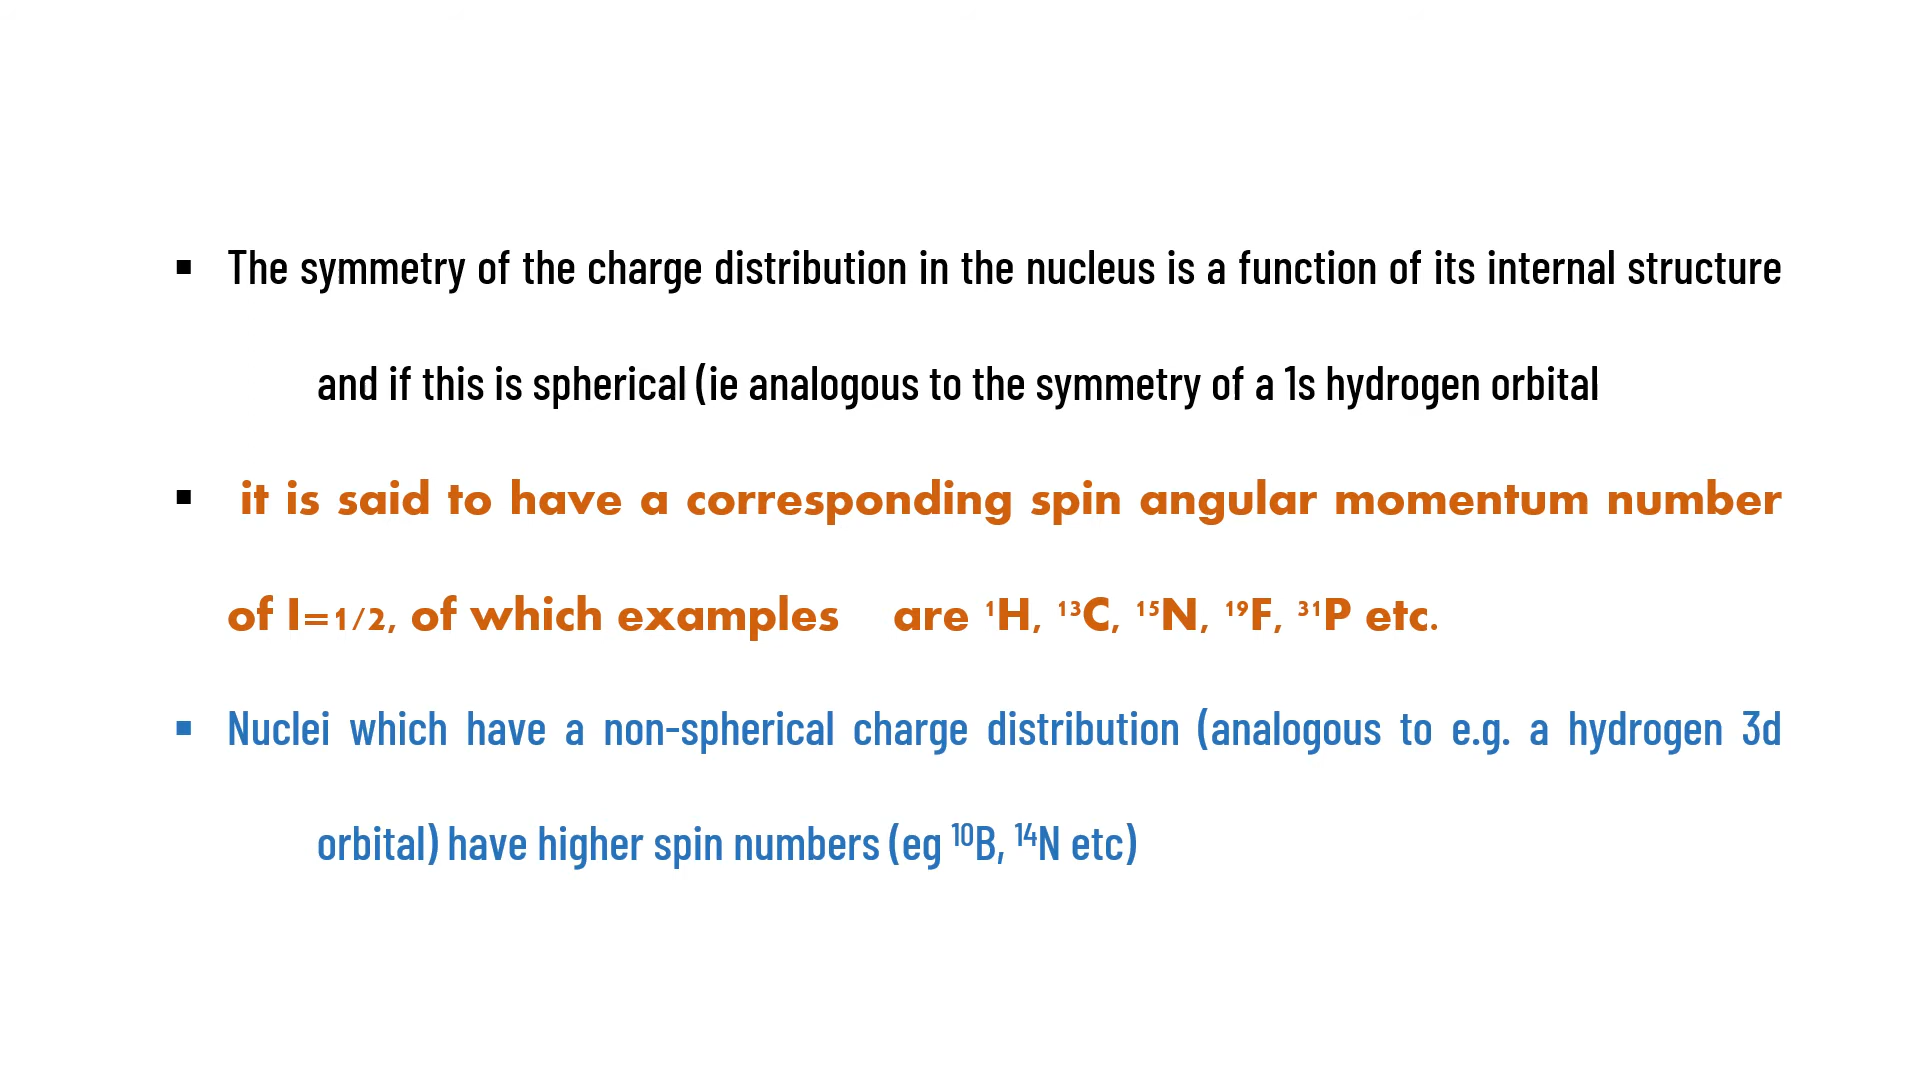 ▪ The symmetry of the charge distribution in the nucleus is a function of its internal structure
and if this is spherical (ie analogous to the symmetry of a 1s hydrogen orbital
▪ it is said to have a corresponding spin angular momentum number
of I=1/2, of which examples are ¹H, ¹³C, ¹⁵N, ¹⁹F, ³¹P etc.
▪ Nuclei which have a non-spherical charge distribution (analogous to e.g. a hydrogen 3d
orbital) have higher spin numbers (eg ¹⁰B, ¹⁴N etc)